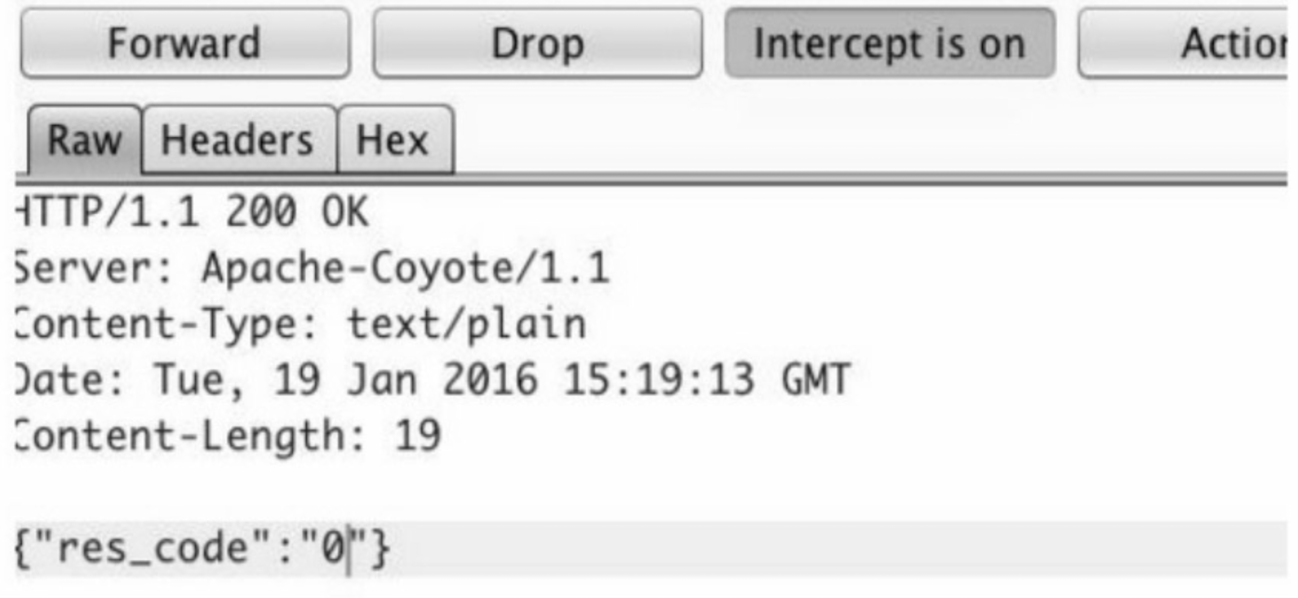 Forward Drop Intercept is on Action
Raw Headers Hex
HTTP/1.1 200 OK
Server: Apache-Coyote/1.1
Content-Type: text/plain
Date: Tue, 19 Jan 2016 15:19:13 GMT
Content-Length: 19
{"res_code":"0"}